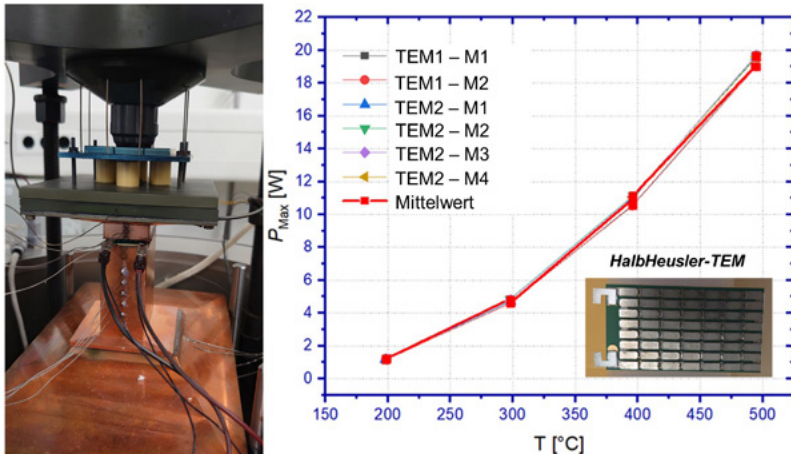 TEM1 – M1
TEM1 – M2
TEM2 – M1
TEM2 – M2
TEM2 – M3
TEM2 – M4
Mittelwert
HalbHeusler-TEM
P_Max [W]
22
20
18
16
14
12
10
8
6
4
2
0
150 200 250 300 350 400 450 500
T [°C]